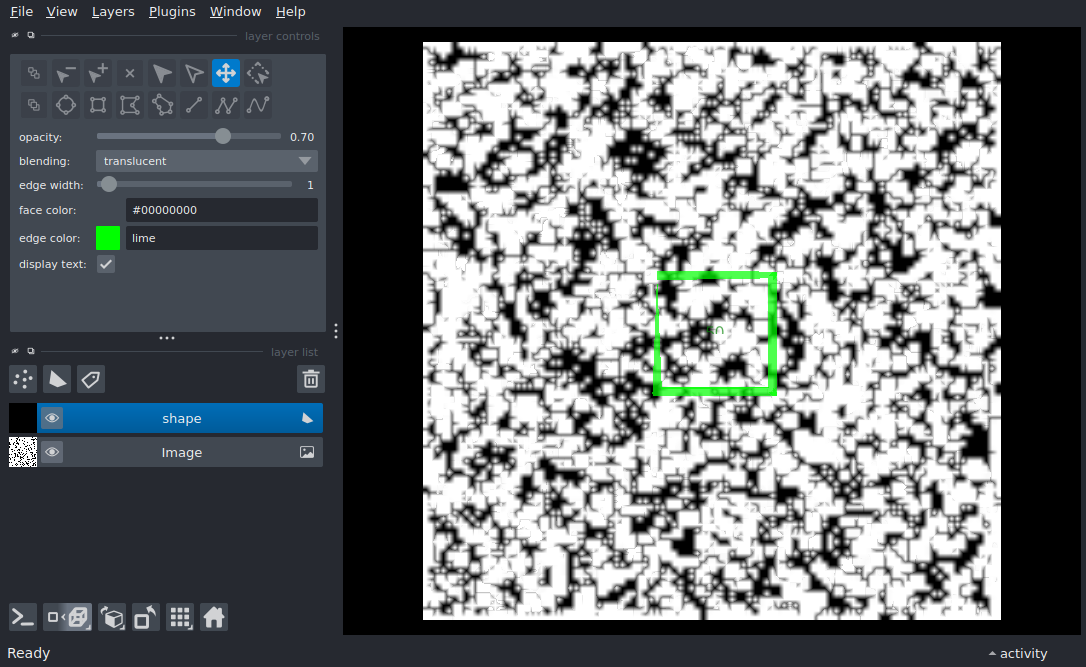 File View Layers Plugins Window Help
layer controls
opacity: 0.70
blending: translucent
edge width: 1
face color: #00000000
edge color: lime
display text:
layer list
shape
Image
Ready
activity